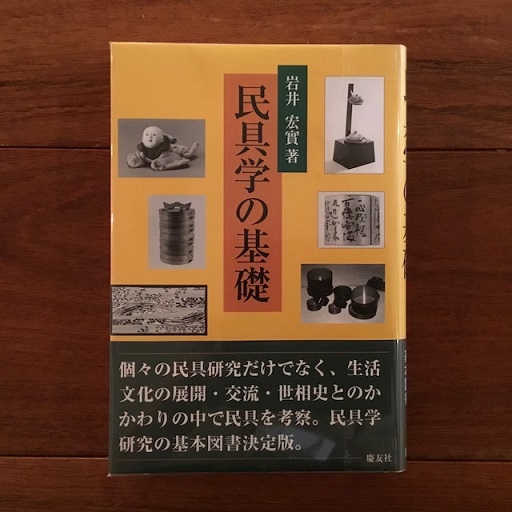 岩井 宏實 著
民具学の基礎
個々の民具研究だけでなく、生活
文化の展開・交流・世相史とのか
かわりの中で民具を考察。民具学
研究の基本図書決定版。
慶友社